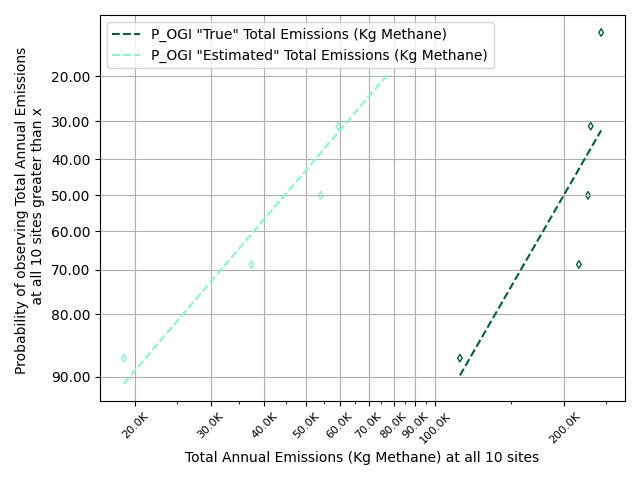 P_OGI "True" Total Emissions (Kg Methane)
P_OGI "Estimated" Total Emissions (Kg Methane)
Probability of observing Total Annual Emissions
at all 10 sites greater than x
20.00
30.00
40.00
50.00
60.00
70.00
80.00
90.00
20.0K
30.0K
40.0K
50.0K
60.0K
70.0K
80.0K
90.0K
100.0K
200.0K
Total Annual Emissions (Kg Methane) at all 10 sites